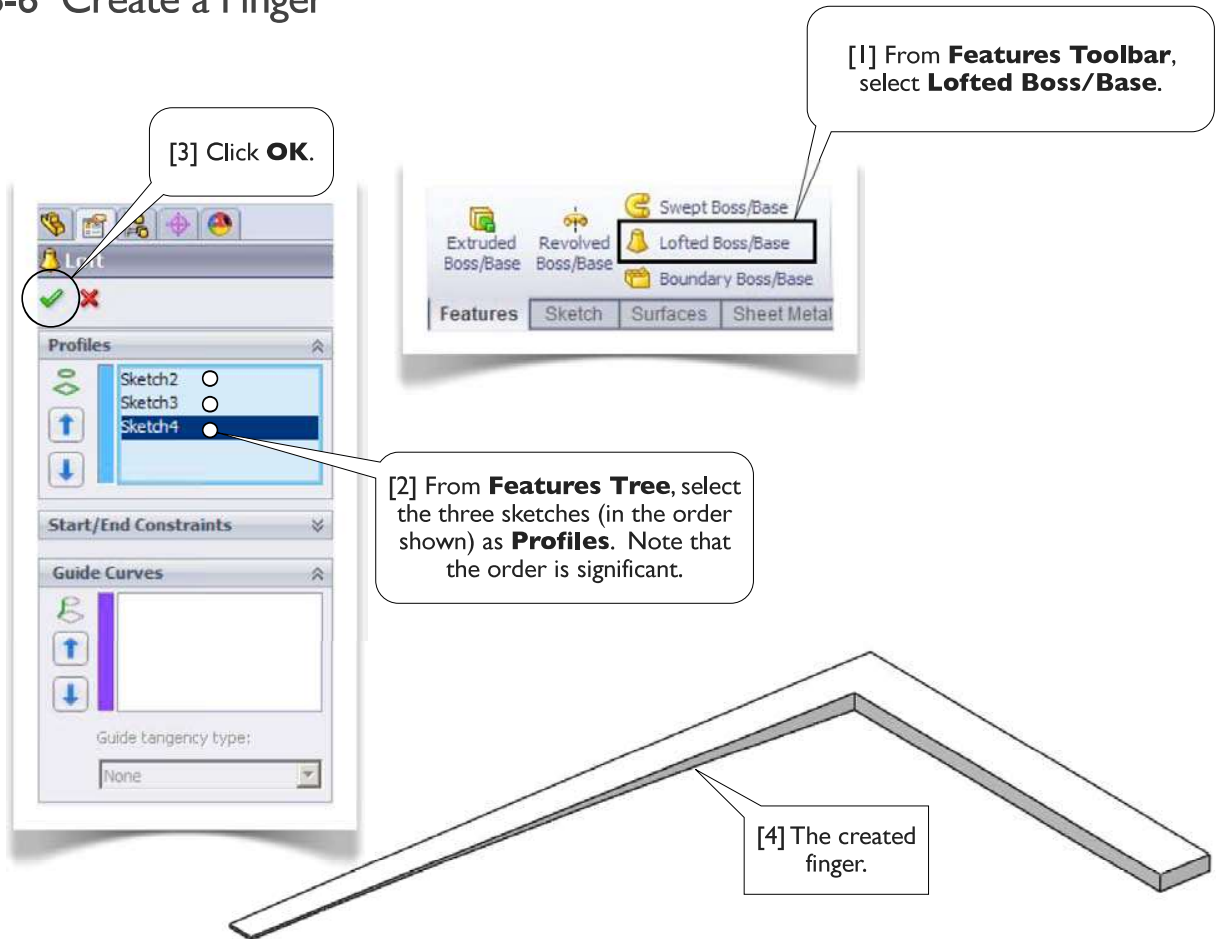 -6 Create a Finger
[1] From Features Toolbar,
select Lofted Boss/Base.
[3] Click OK.
Extruded
Boss/Base
Revolved
Boss/Base
Swept Boss/Base
Lofted Boss/Base
Boundary Boss/Base
Features Sketch Surfaces Sheet Metal
Loft
Profiles
Sketch2
Sketch3
Sketch4
[2] From Features Tree, select
the three sketches (in the order
shown) as Profiles. Note that
the order is significant.
Start/End Constraints
Guide Curves
Guide tangency type:
None
[4] The created
finger.